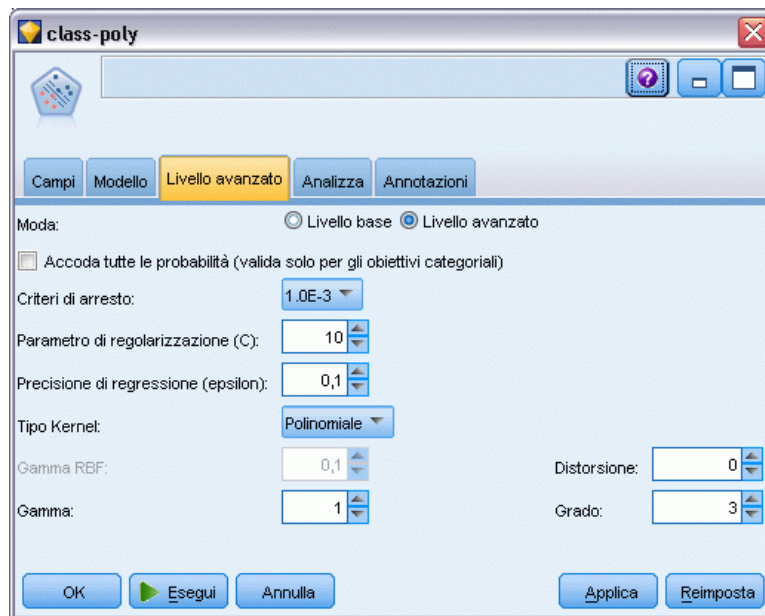 class-poly
Campi Modello Livello avanzato Analizza Annotazioni
Moda: Livello base Livello avanzato
Accoda tutte le probabilità (valida solo per gli obiettivi categoriali)
Criteri di arresto: 1.0E-3
Parametro di regolarizzazione (C): 10
Precisione di regressione (epsilon): 0,1
Tipo Kernel: Polinomiale
Gamma RBF: 0,1 Distorsione: 0
Gamma: 1 Grado: 3
OK Esegui Annulla Applica Reimposta